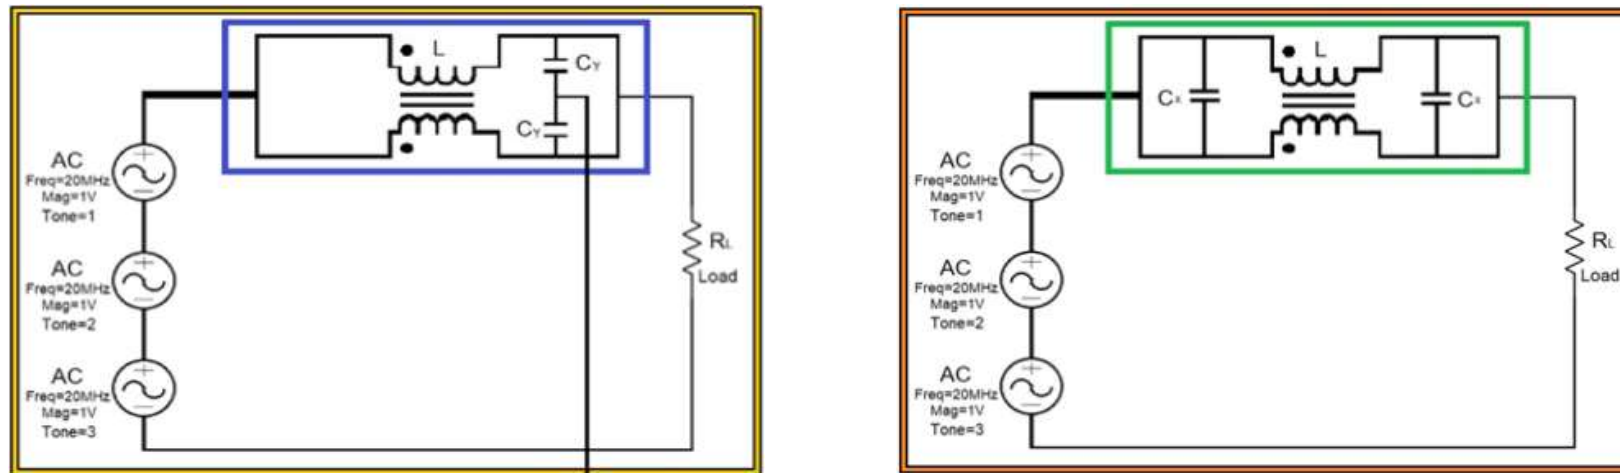 L
CY
CY
AC
Freq=20MHz
Mag=1V
Tone=1
AC
Freq=20MHz
Mag=1V
Tone=2
AC
Freq=20MHz
Mag=1V
Tone=3
RL
Load
L
Cx
Cx
AC
Freq=20MHz
Mag=1V
Tone=1
AC
Freq=20MHz
Mag=1V
Tone=2
AC
Freq=20MHz
Mag=1V
Tone=3
RL
Load